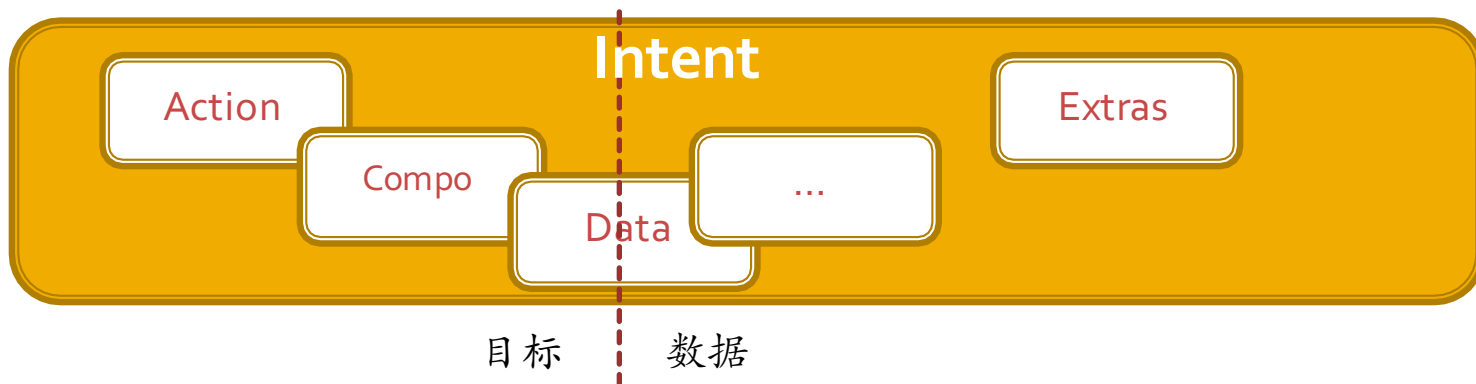 Intent
Action
Extras
Compo
...
Data
目标
数据